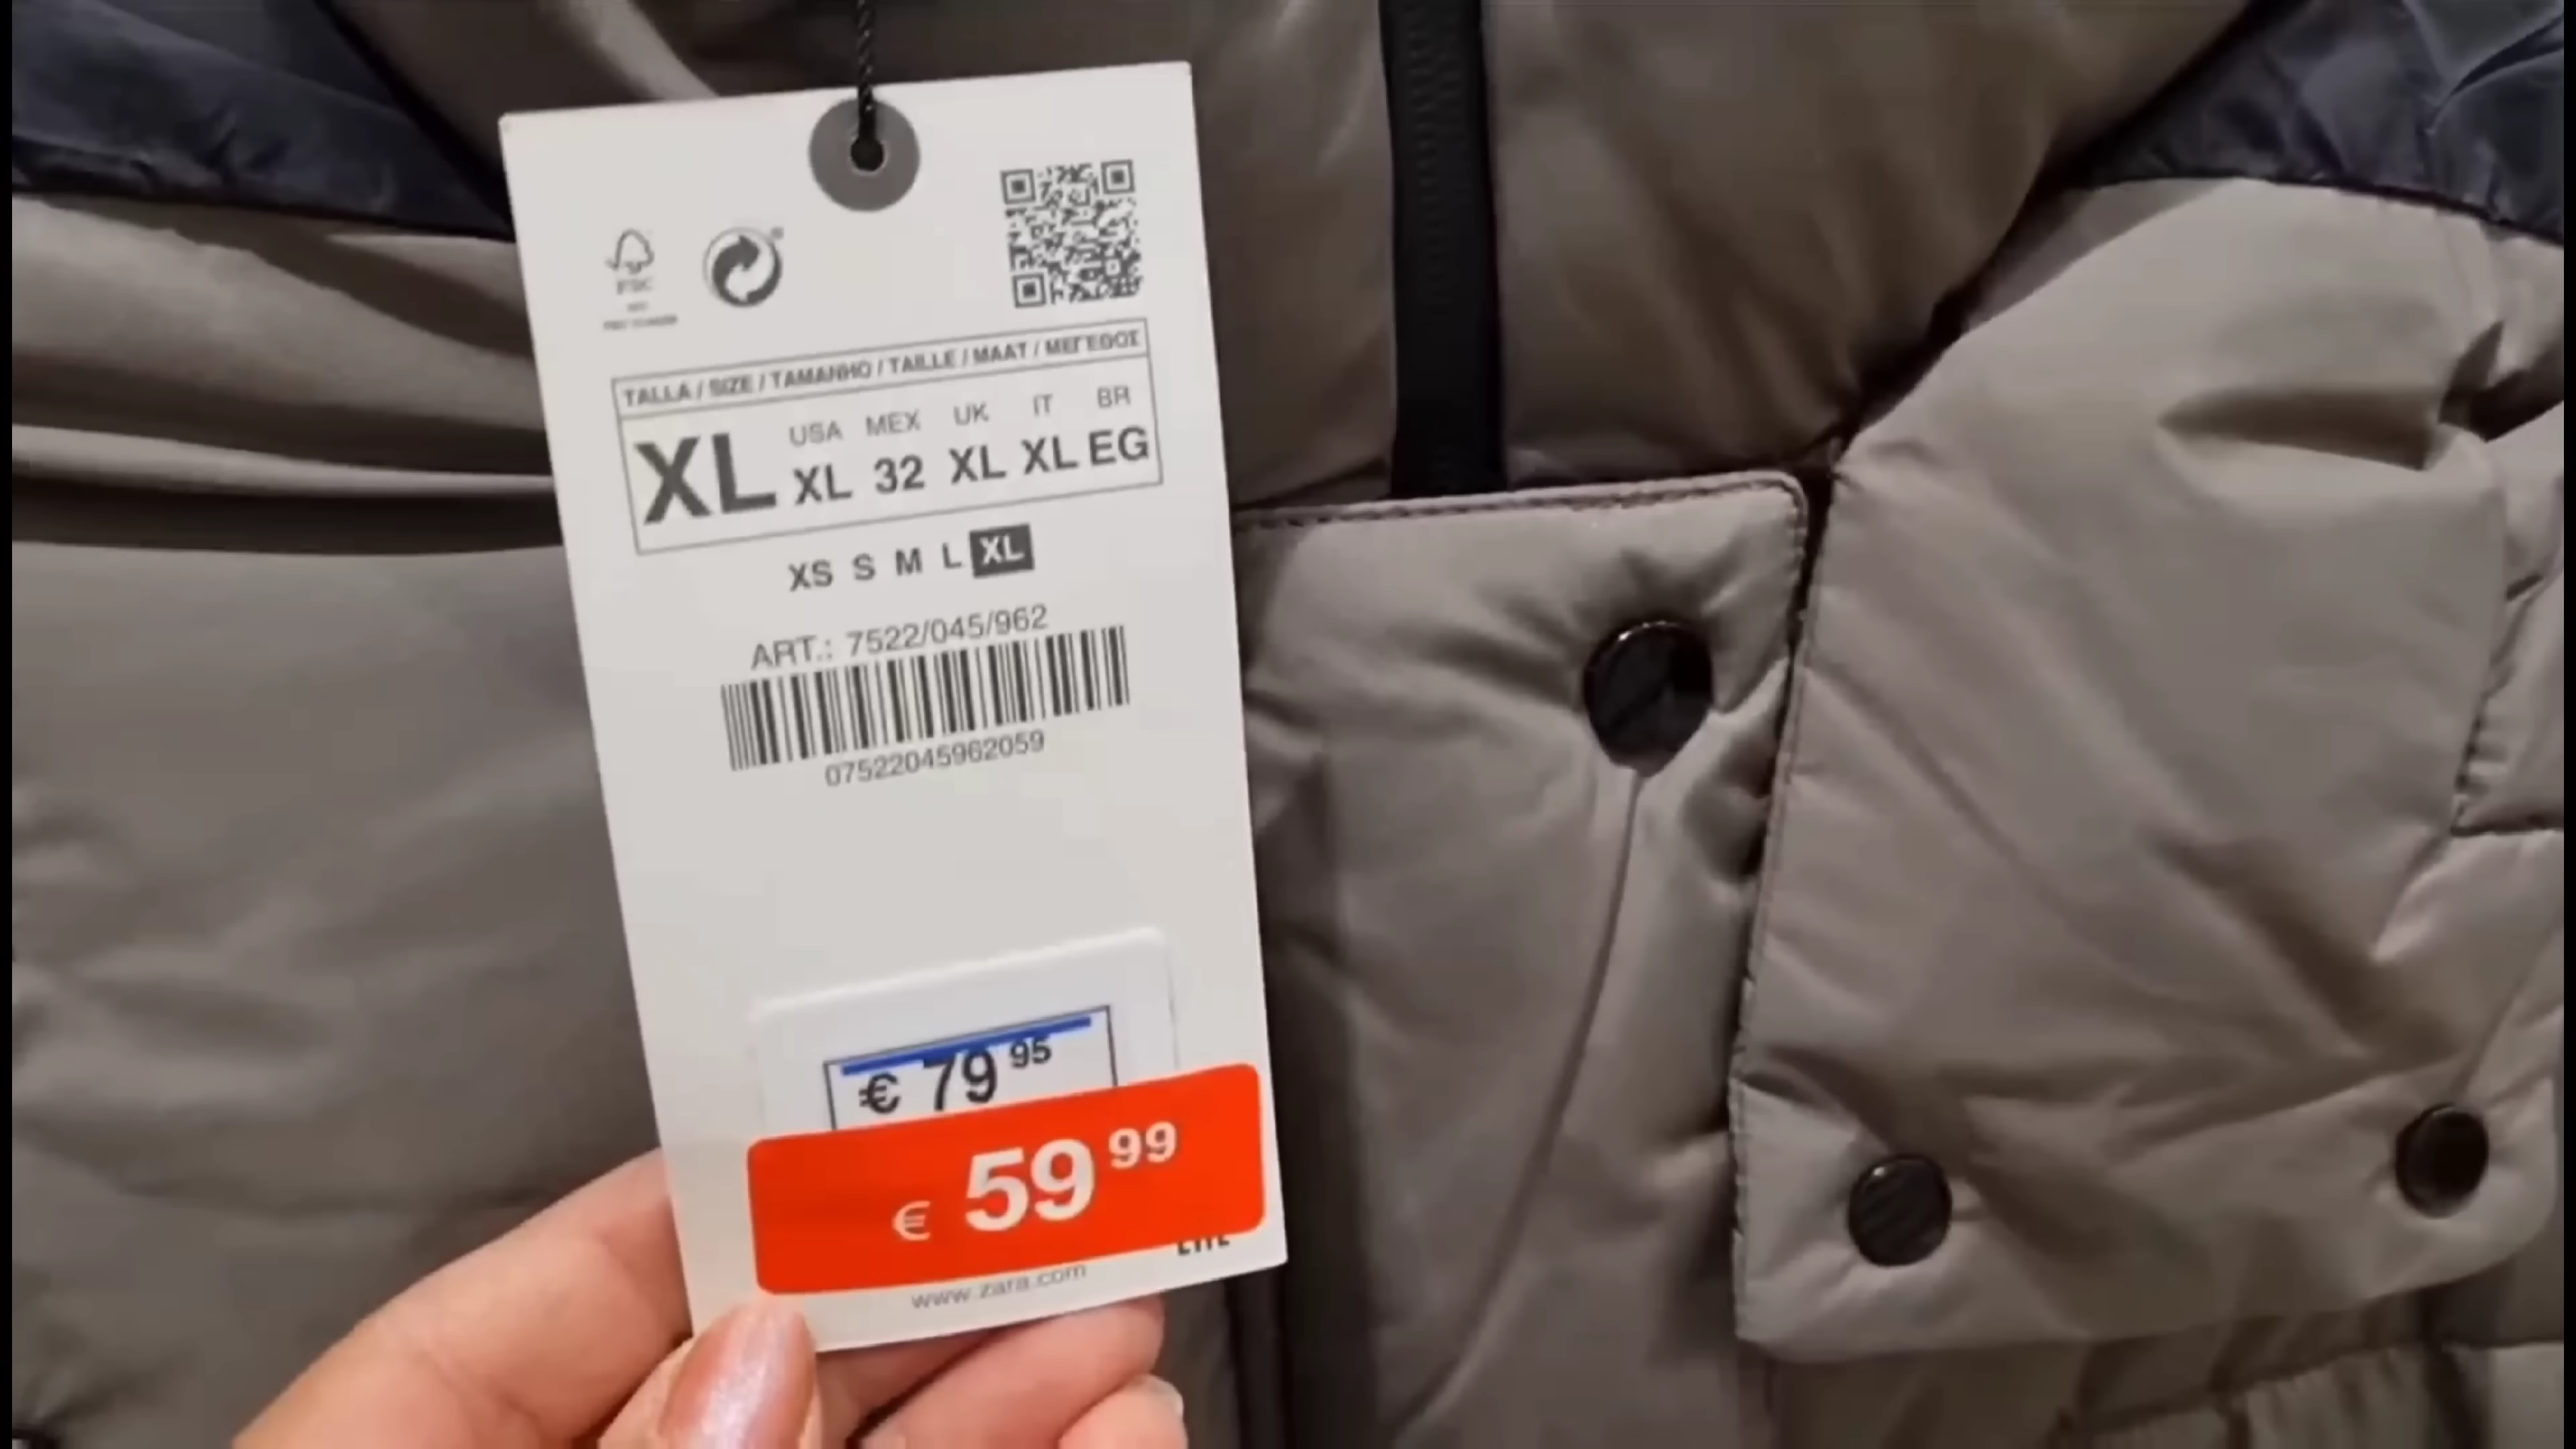 FSC
TALLA / SIZE / TAMANHO / TAILLE / MAAT / ΜΕΓΕΘΟΣ
USA MEX UK IT BR
XL XL 32 XL XL EG
XS S M L XL
ART.: 7522/045/962
07522045962059
€ 79 95
€ 59 99
www.zara.com